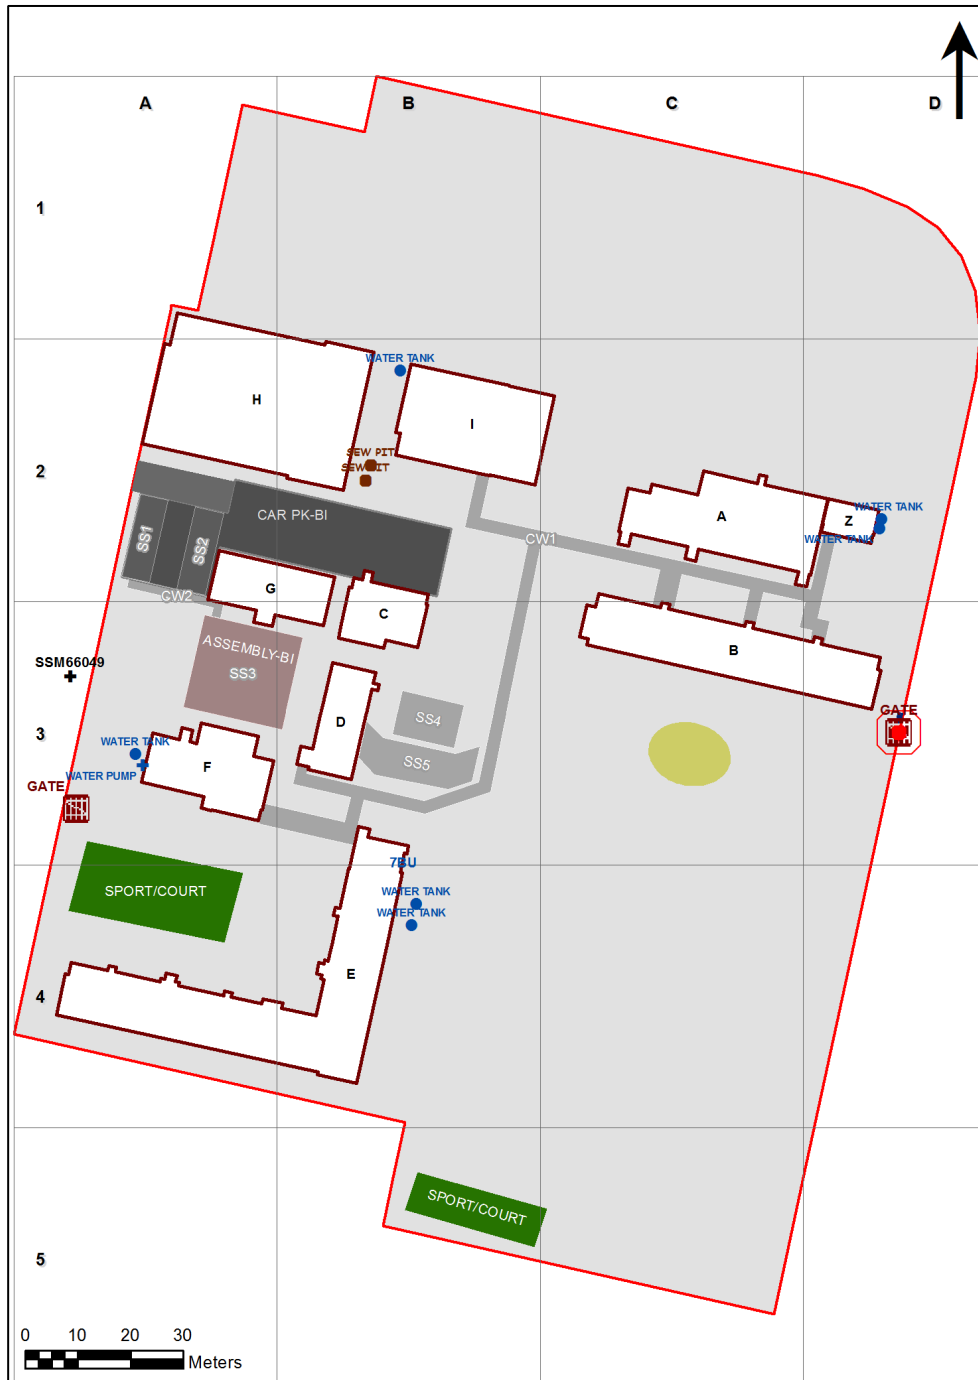 A
B
C
D
1
WATER TANK
H
I
SEW PIT
2
CAR PK-BI
A
Z
WATER TANK
WATER TANK
SS1
SS2
CW1
G
CW2
C
ASSEMBLY-BI
SS3
B
SSM66049
SS4
D
GATE
3
WATER TANK
F
SS5
WATER PUMP
GATE
7BU
SPORT/COURT
WATER TANK
WATER TANK
E
4
SPORT/COURT
5
0 10 20 30
Meters